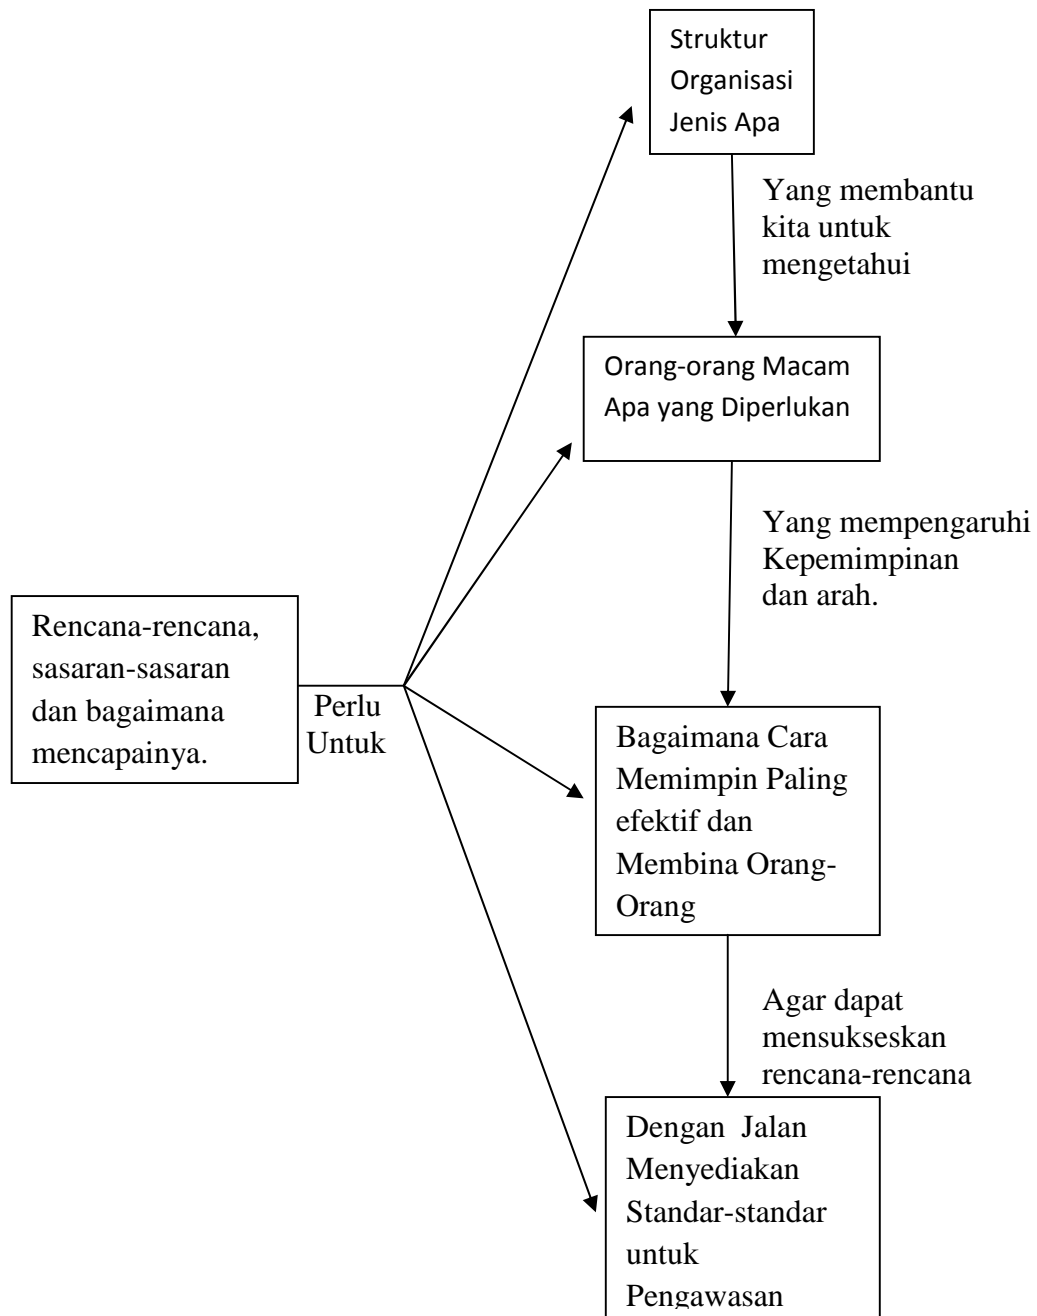 Struktur
Organisasi
Jenis Apa
Yang membantu
kita untuk
mengetahui
Orang-orang Macam
Apa yang Diperlukan
Yang mempengaruhi
Kepemimpinan
dan arah.
Rencana-rencana,
sasaran-sasaran
dan bagaimana
mencapainya.
Perlu
Untuk
Bagaimana Cara
Memimpin Paling
efektif dan
Membina Orang-
Orang
Agar dapat
mensukseskan
rencana-rencana
Dengan Jalan
Menyediakan
Standar-standar
untuk
Pengawasan